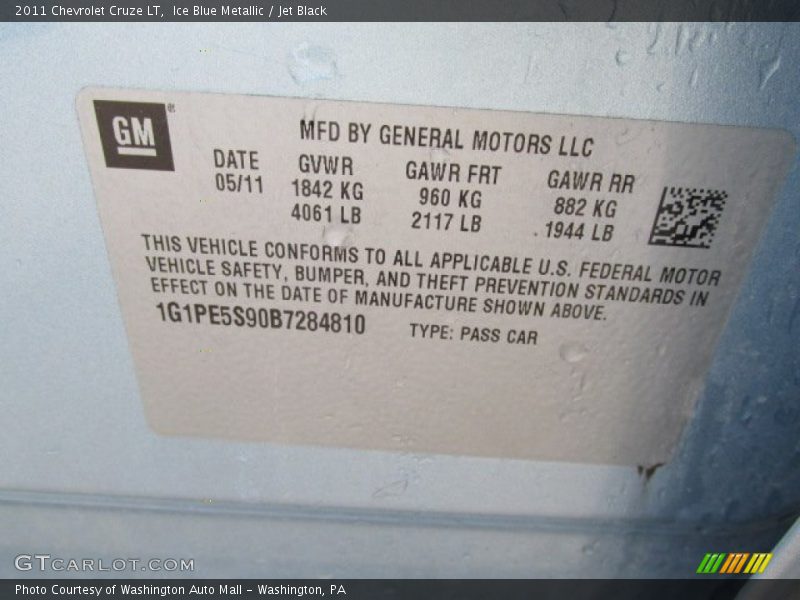 2011 Chevrolet Cruze LT,  Ice Blue Metallic / Jet Black
GM®
MFD BY GENERAL MOTORS LLC
DATE GVWR GAWR FRT GAWR RR
05/11 1842 KG 960 KG 882 KG
4061 LB 2117 LB 1944 LB
THIS VEHICLE CONFORMS TO ALL APPLICABLE U.S. FEDERAL MOTOR
VEHICLE SAFETY, BUMPER, AND THEFT PREVENTION STANDARDS IN
EFFECT ON THE DATE OF MANUFACTURE SHOWN ABOVE.
1G1PE5S90B7284810 TYPE: PASS CAR
GTCARLOT.COM
Photo Courtesy of Washington Auto Mall – Washington, PA